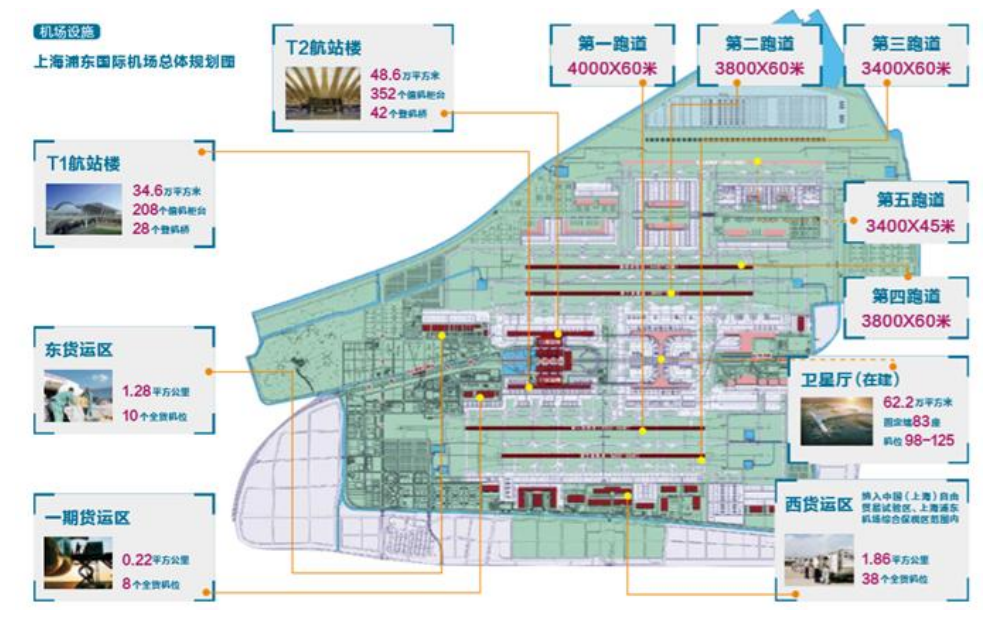 机场设施
上海浦东国际机场总体规划图
T2航站楼
48.6万平方米
352个值机柜台
42个登机桥
第一跑道
4000X60米
第二跑道
3800X60米
第三跑道
3400X60米
T1航站楼
34.6万平方米
208个值机柜台
28个登机桥
第五跑道
3400X45米
第四跑道
3800X60米
东货运区
1.28平方公里
10个全货机位
卫星厅(在建)
62.2万平方米
固定端83座
机位98-125
一期货运区
0.22平方公里
8个全货机位
西货运区
纳入中国(上海)自由
贸易试验区、上海浦东
机场综合保税区范围内
1.86平方公里
38个全货机位